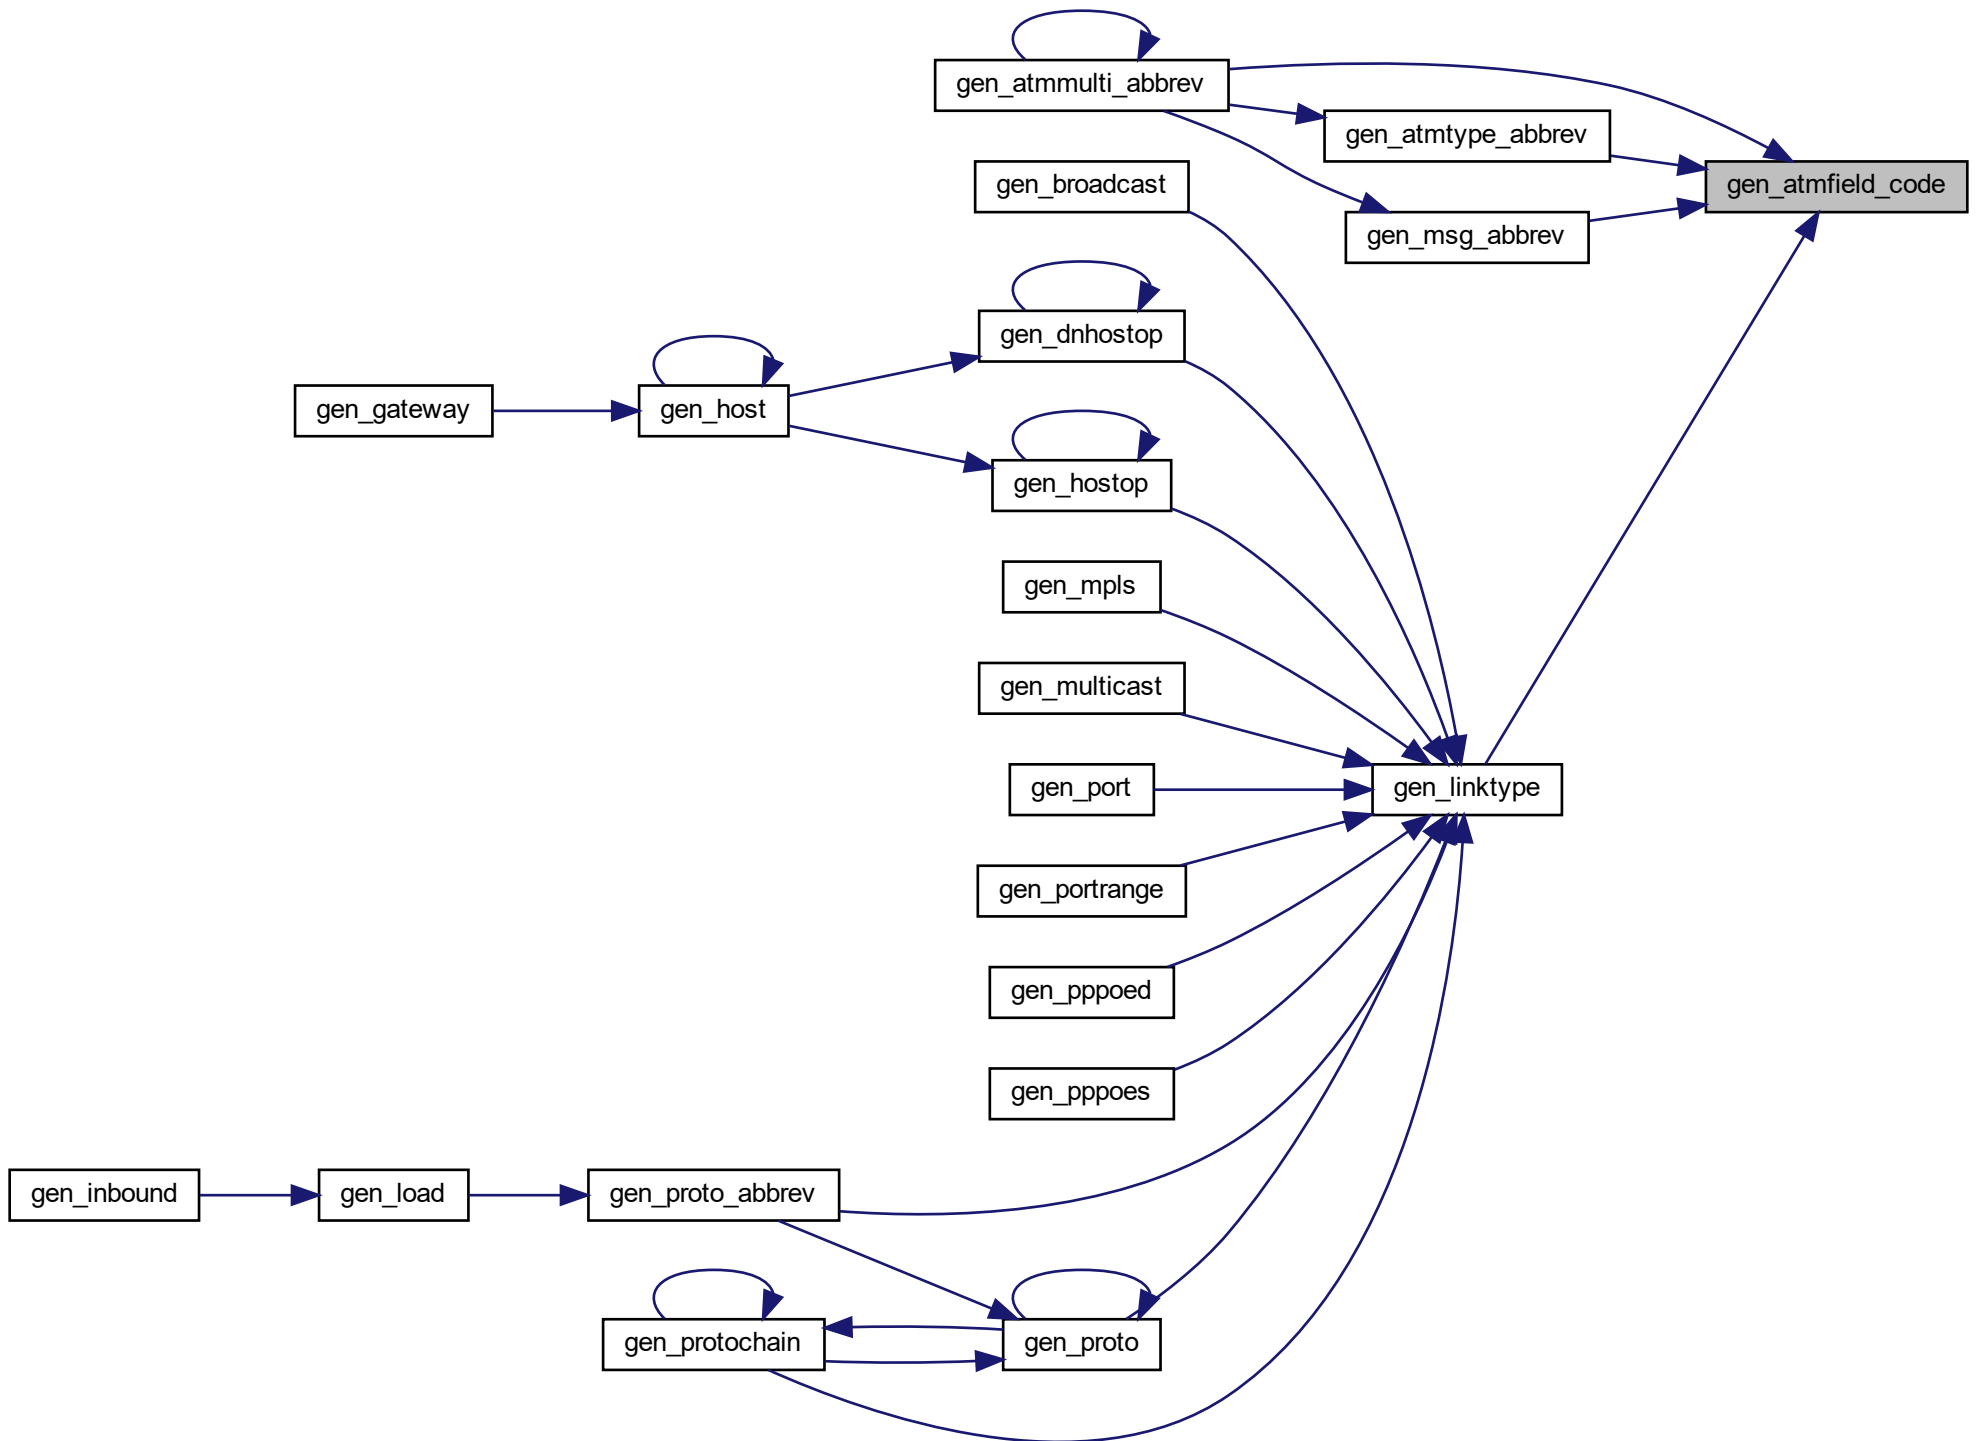 gen_atmmulti_abbrev
gen_atmtype_abbrev
gen_broadcast
gen_atmfield_code
gen_msg_abbrev
gen_dnhostop
gen_gateway
gen_host
gen_hostop
gen_mpls
gen_multicast
gen_port
gen_linktype
gen_portrange
gen_pppoed
gen_pppoes
gen_inbound
gen_load
gen_proto_abbrev
gen_protochain
gen_proto